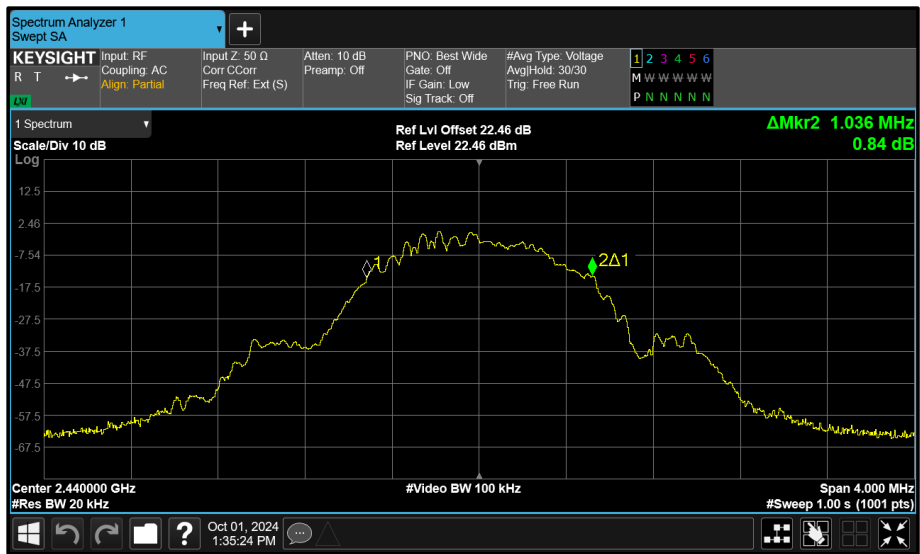 Spectrum Analyzer 1
Swept SA
KEYSIGHT
R T
LXI
Input: RF
Coupling: AC
Align: Partial
Input Z: 50 Ω
Corr CCorr
Freq Ref: Ext (S)
Atten: 10 dB
Preamp: Off
PNO: Best Wide
Gate: Off
IF Gain: Low
Sig Track: Off
#Avg Type: Voltage
Avg|Hold: 30/30
Trig: Free Run
1 2 3 4 5 6
M W W W W W
P N N N N N
1 Spectrum
Scale/Div 10 dB
Ref Lvl Offset 22.46 dB
Ref Level 22.46 dBm
ΔMkr2 1.036 MHz
0.84 dB
Log
12.5
2.46
-7.54
-17.5
-27.5
-37.5
-47.5
-57.5
-67.5
1
2Δ1
Center 2.440000 GHz
#Res BW 20 kHz
#Video BW 100 kHz
Span 4.000 MHz
#Sweep 1.00 s (1001 pts)
?
Oct 01, 2024
1:35:24 PM